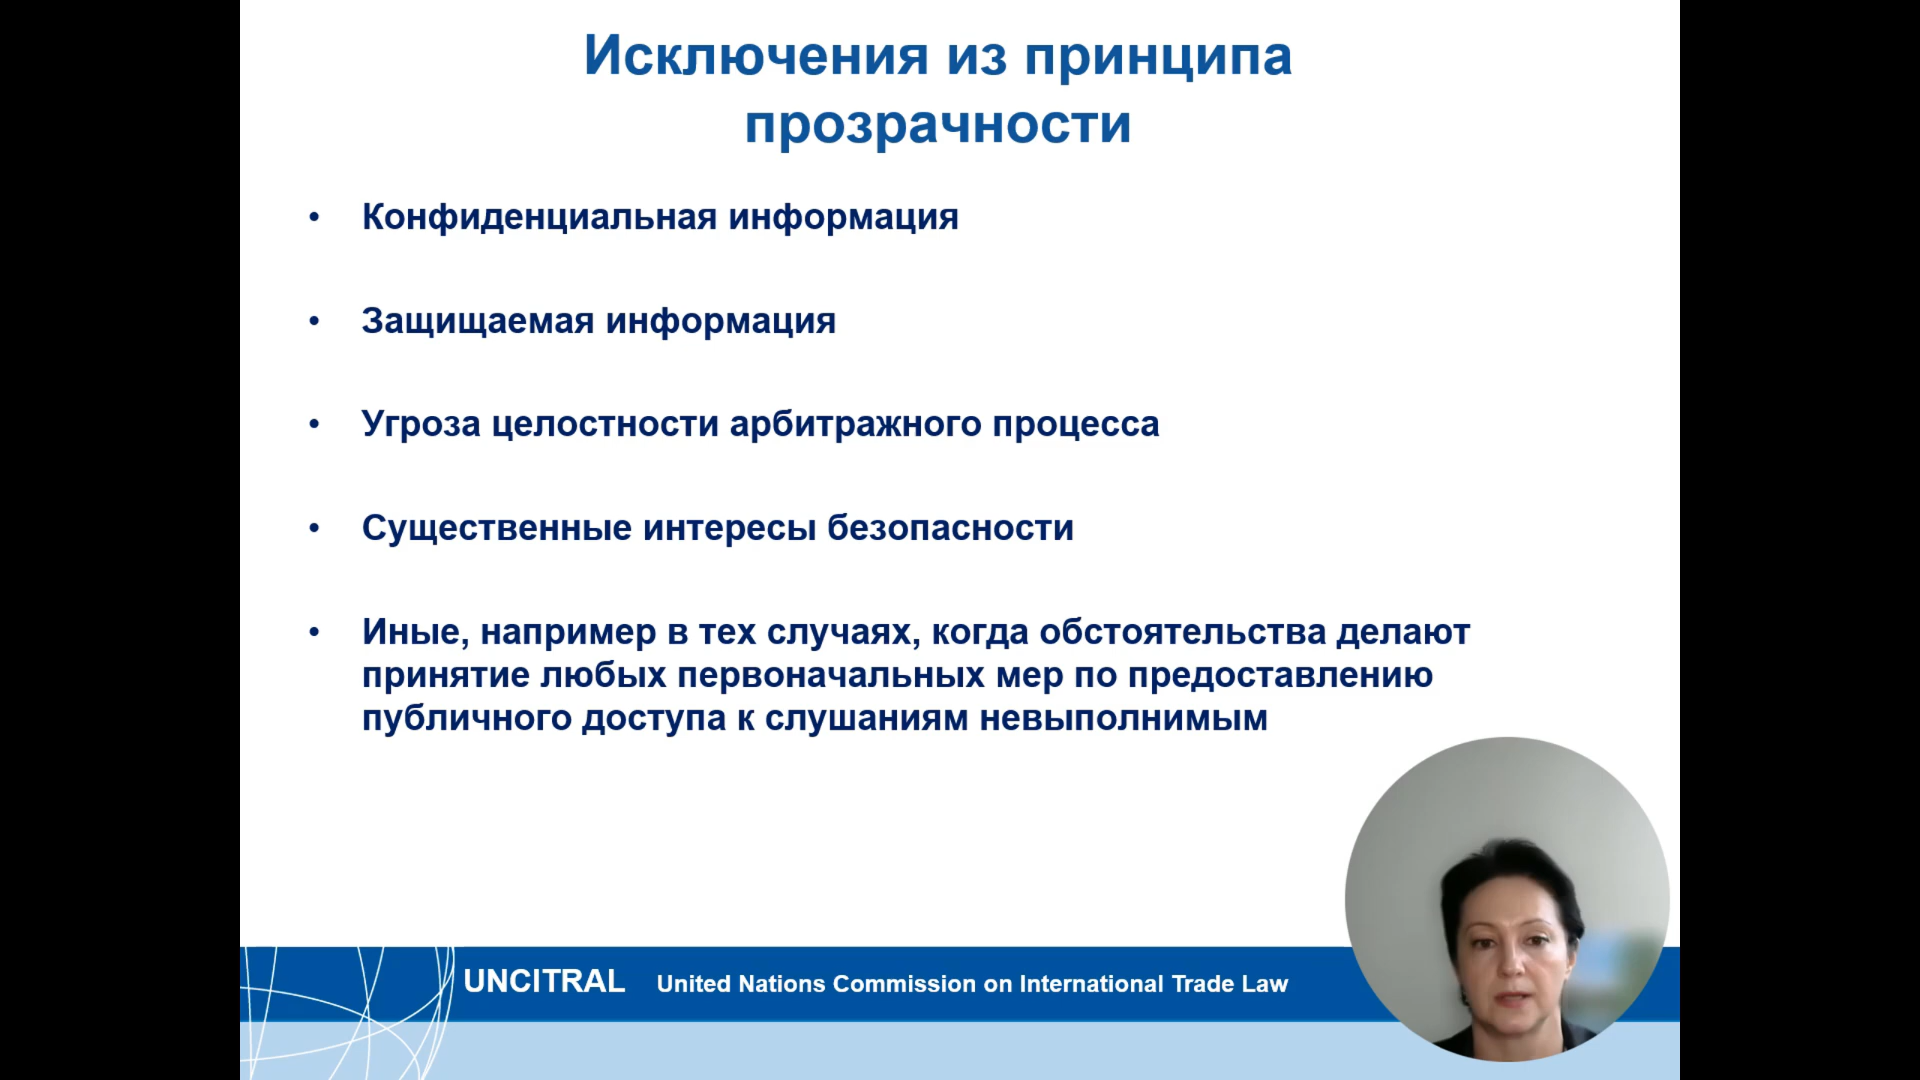 Исключения из принципа
прозрачности
• Конфиденциальная информация
• Защищаемая информация
• Угроза целостности арбитражного процесса
• Существенные интересы безопасности
• Иные, например в тех случаях, когда обстоятельства делают
принятие любых первоначальных мер по предоставлению
публичного доступа к слушаниям невыполнимым
UNCITRAL United Nations Commission on International Trade Law